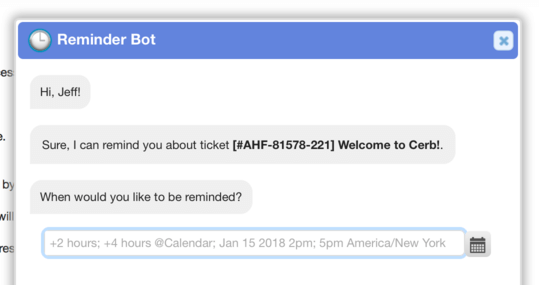 Reminder Bot
ces
Hi, Jeff!
e.
Sure, I can remind you about ticket [#AHF-81578-221] Welcome to Cerb!.
by
When would you like to be reminded?
will
+2 hours; +4 hours @Calendar; Jan 15 2018 2pm; 5pm America/New York
res